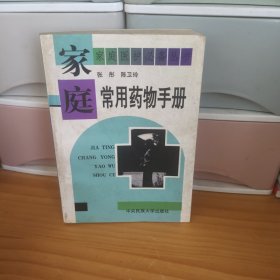 家庭
张彤 陈卫玲
常用药物手册
JIA TING
CHANG YONG
YAO WU
SHOU CE
中央民族大学出版社